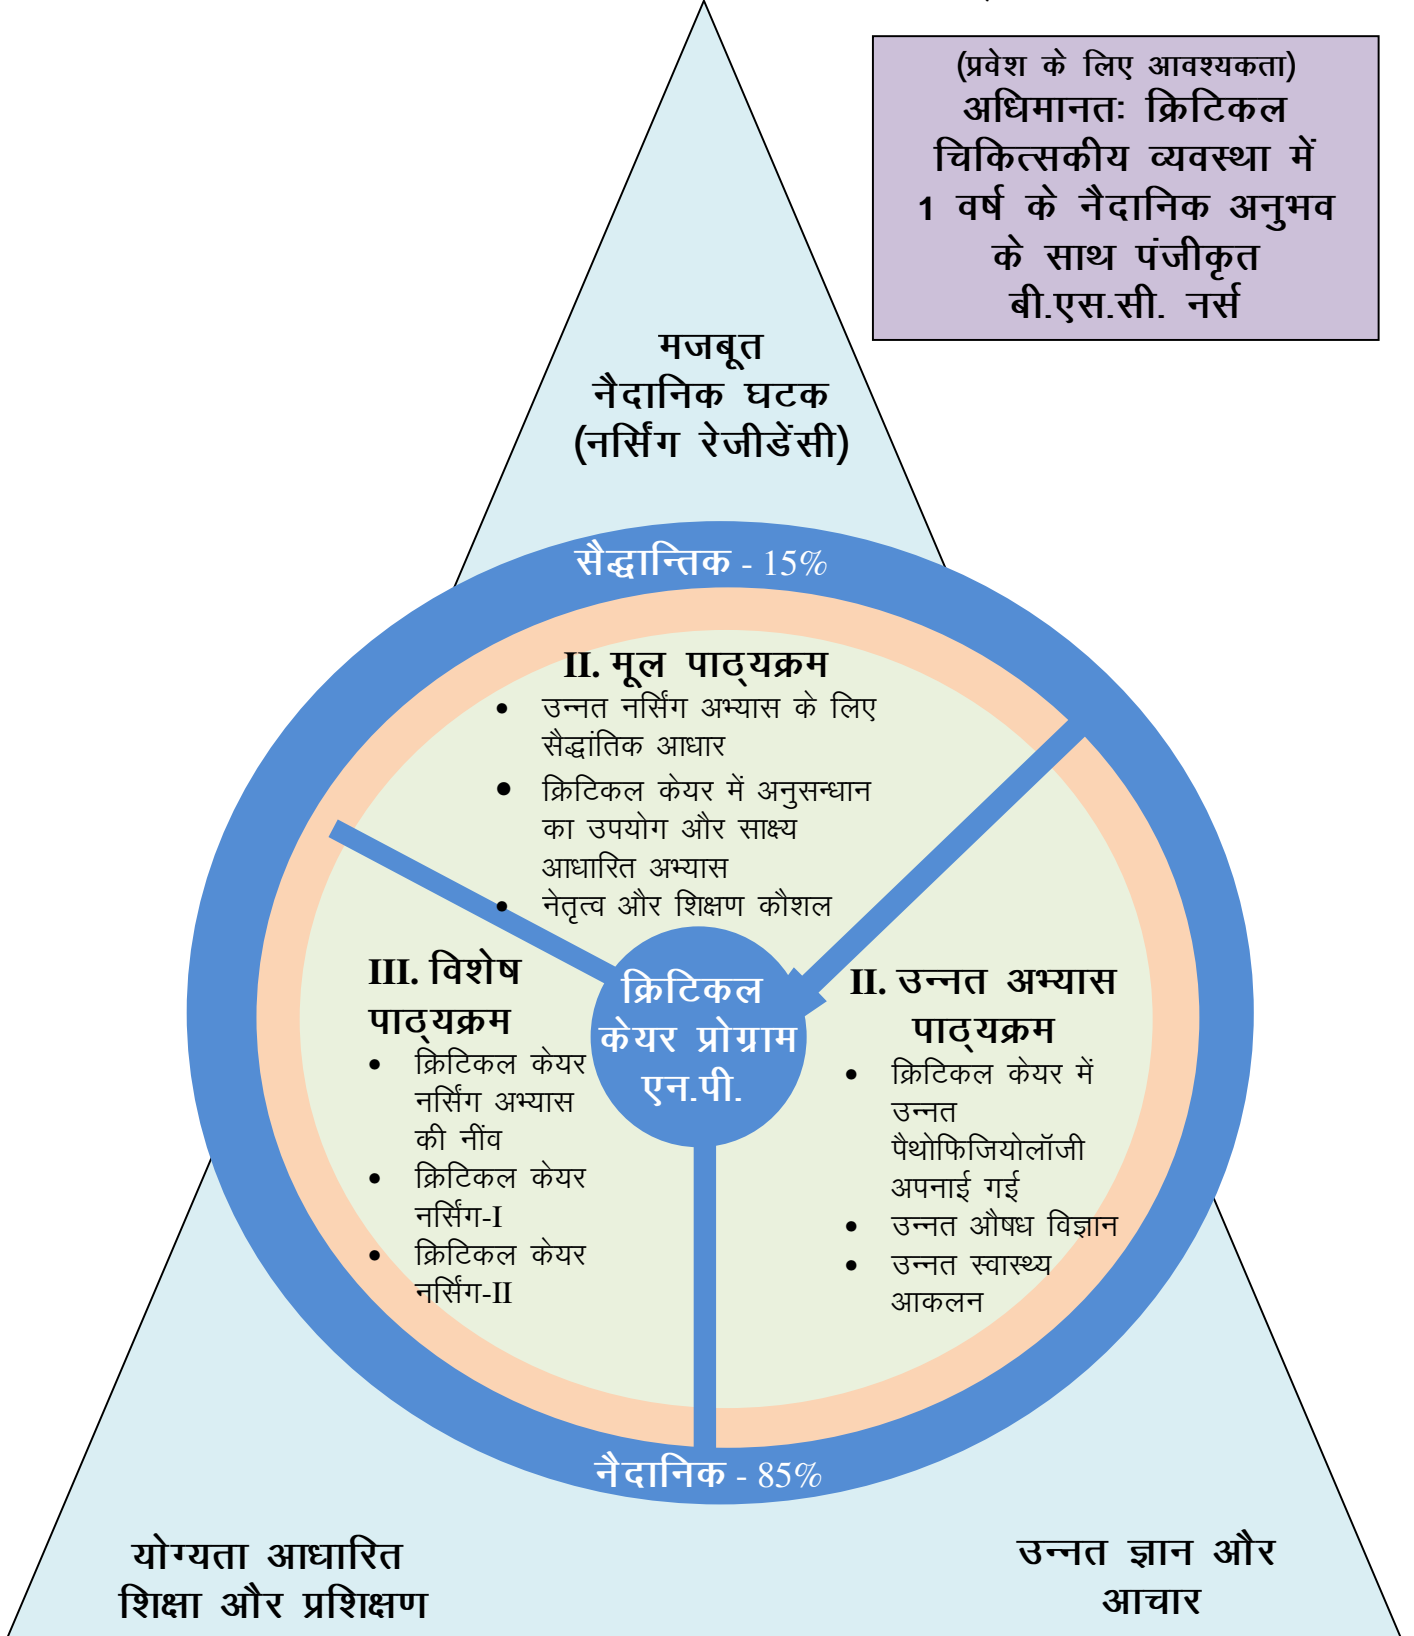 (प्रवेश के लिए आवश्यकता)
अधिमानतः क्रिटिकल
चिकित्सकीय व्यवस्था में
1 वर्ष के नैदानिक अनुभव
के साथ पंजीकृत
बी.एस.सी. नर्स
मजबूत
नैदानिक घटक
(नर्सिंग रेजीडेंसी)
सैद्धान्तिक - 15%
II. मूल पाठ्यक्रम
• उन्नत नर्सिंग अभ्यास के लिए
सैद्धांतिक आधार
• क्रिटिकल केयर में अनुसन्धान
का उपयोग और साक्ष्य
आधारित अभ्यास
• नेतृत्व और शिक्षण कौशल
III. विशेष
पाठ्यक्रम
• क्रिटिकल केयर
नर्सिंग अभ्यास
की नींव
• क्रिटिकल केयर
नर्सिंग-I
• क्रिटिकल केयर
नर्सिंग-II
क्रिटिकल
केयर प्रोग्राम
एन.पी.
II. उन्नत अभ्यास
पाठ्यक्रम
• क्रिटिकल केयर में
उन्नत
पैथोफिजियोलॉजी
अपनाई गई
• उन्नत औषध विज्ञान
• उन्नत स्वास्थ्य
आकलन
नैदानिक - 85%
योग्यता आधारित
शिक्षा और प्रशिक्षण
उन्नत ज्ञान और
आचार